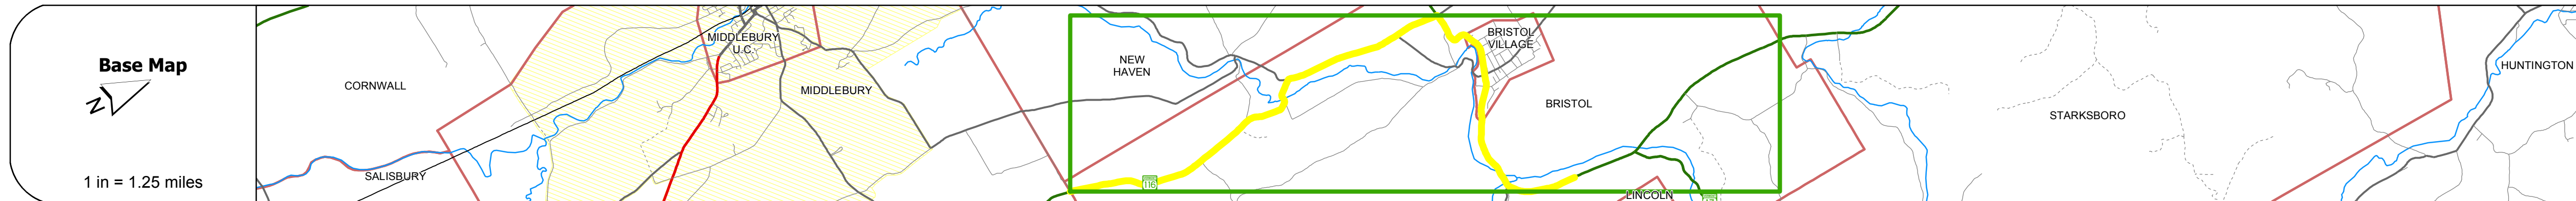 Base Map
N
1 in = 1.25 miles
CORNWALL
SALISBURY
MIDDLEBURY
U.C.
MIDDLEBURY
NEW
HAVEN
116
BRISTOL
VILLAGE
BRISTOL
LINCOLN
STARKSBORO
HUNTINGTON